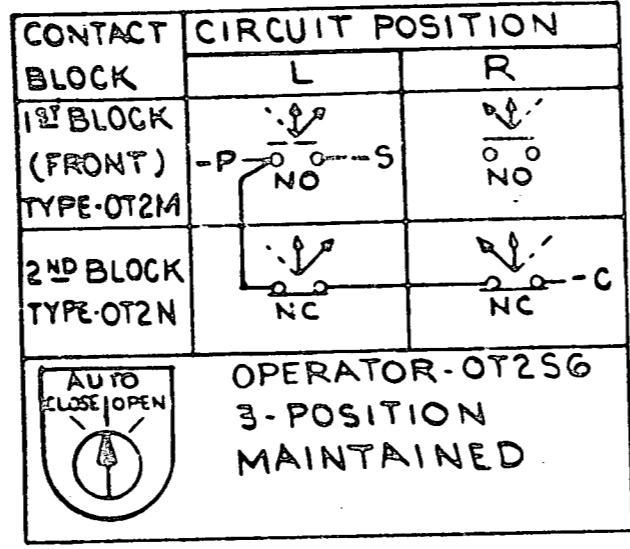 CONTACT BLOCK
CIRCUIT POSITION
L
R
1ST BLOCK
(FRONT)
TYPE-OT2M
-P
S
NO
NO
2ND BLOCK
TYPE-OT2N
NC
NC
-C
AUTO
CLOSE OPEN
OPERATOR-OT2S6
3-POSITION
MAINTAINED